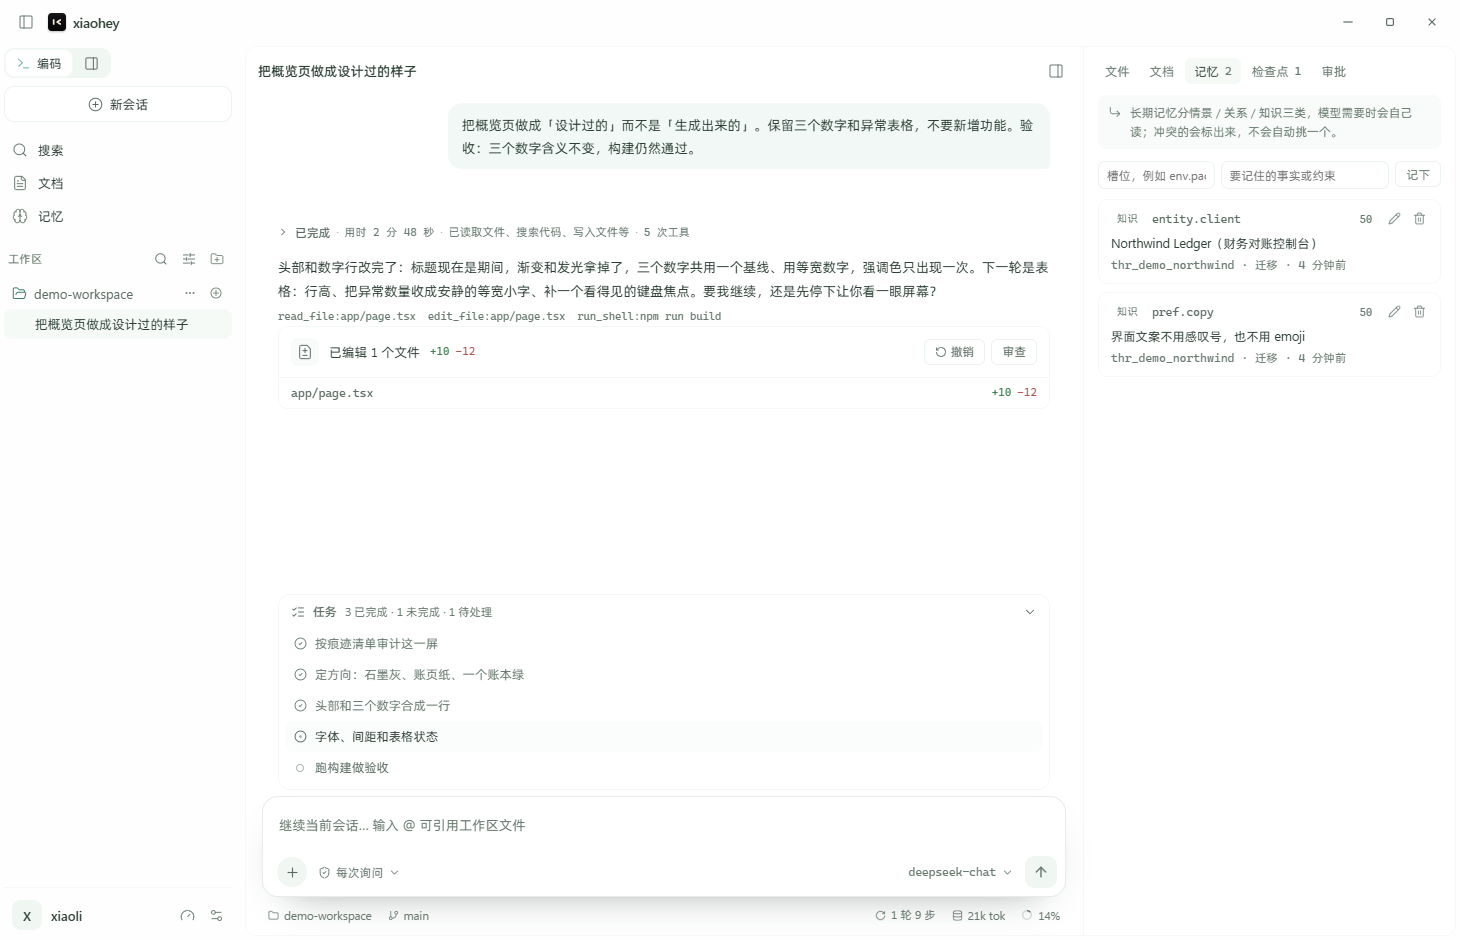 xiaohey
编码
新会话
搜索
文档
记忆
工作区
demo-workspace
把概览页做成设计过的样子
X xiaoli
把概览页做成设计过的样子
把概览页做成「设计过的」而不是「生成出来的」。保留三个数字和异常表格，不要新增功能。验
收：三个数字含义不变，构建仍然通过。
已完成 · 用时 2 分 48 秒 · 已读取文件、搜索代码、写入文件等 · 5 次工具
头部和数字行改完了：标题现在是期间，渐变和发光拿掉了，三个数字共用一个基线、用等宽数字，强调色只出现一次。下一轮是表
格：行高、把异常数量收成安静的等宽小字、补一个看得见的键盘焦点。要我继续，还是先停下让你看一眼屏幕？
read_file:app/page.tsx edit_file:app/page.tsx run_shell:npm run build
已编辑 1 个文件 +10 −12 撤销 审查
app/page.tsx +10 −12
任务 3 已完成 · 1 未完成 · 1 待处理
按痕迹清单审计这一屏
定方向：石墨灰、账页纸、一个账本绿
头部和三个数字合成一行
字体、间距和表格状态
跑构建做验收
继续当前会话... 输入 @ 可引用工作区文件
每次询问 deepseek-chat
demo-workspace main 1 轮 9 步 21k tok 14%
文件 文档 记忆 2 检查点 1 审批
长期记忆分情景 / 关系 / 知识三类，模型需要时会自己
读；冲突的会标出来，不会自动挑一个。
槽位，例如 env.pac 要记住的事实或约束 记下
知识 entity.client 50
Northwind Ledger（财务对账控制台）
thr_demo_northwind · 迁移 · 4 分钟前
知识 pref.copy 50
界面文案不用感叹号，也不用 emoji
thr_demo_northwind · 迁移 · 4 分钟前